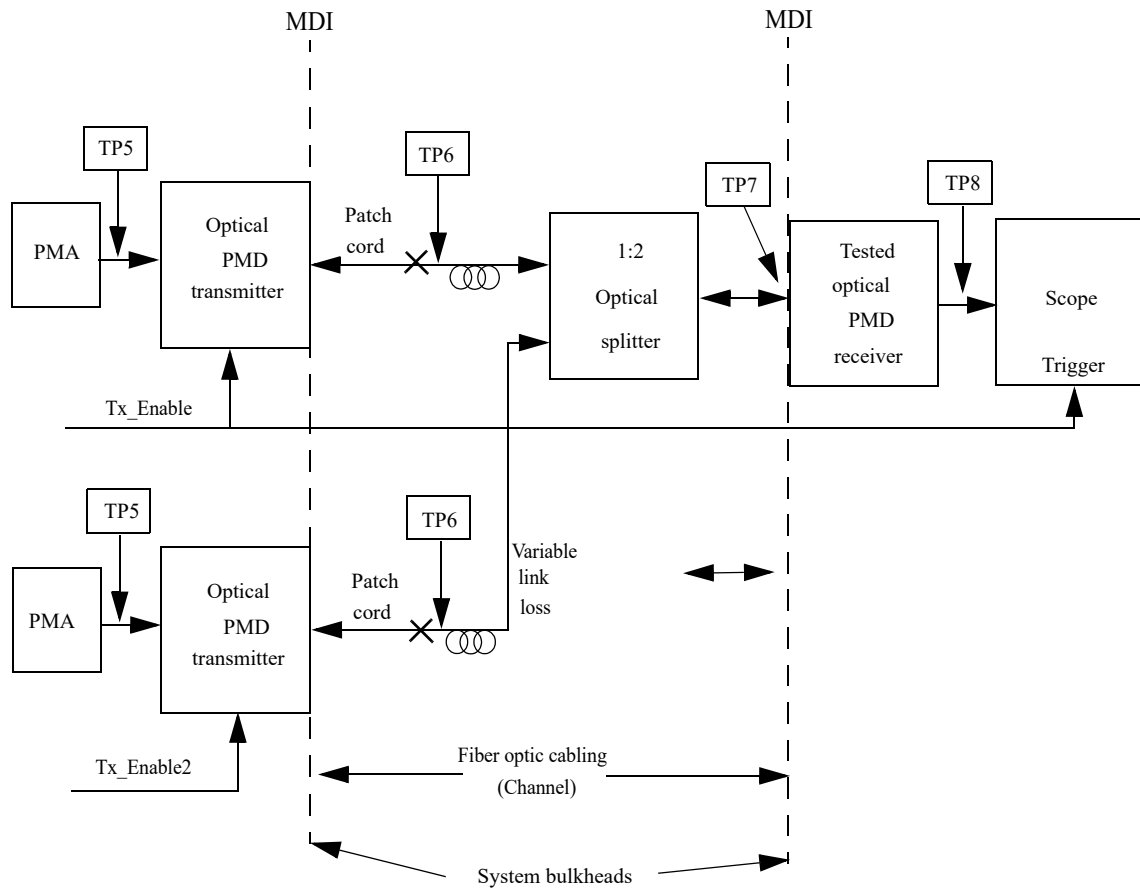 MDI
MDI
TP5
TP6
TP7
TP8
PMA
Optical
PMD
transmitter
Patch
cord
1:2
Optical
splitter
Tested
optical
PMD
receiver
Scope
Trigger
Tx_Enable
TP5
TP6
PMA
Optical
PMD
transmitter
Patch
cord
Variable
link
loss
Tx_Enable2
Fiber optic cabling
(Channel)
System bulkheads